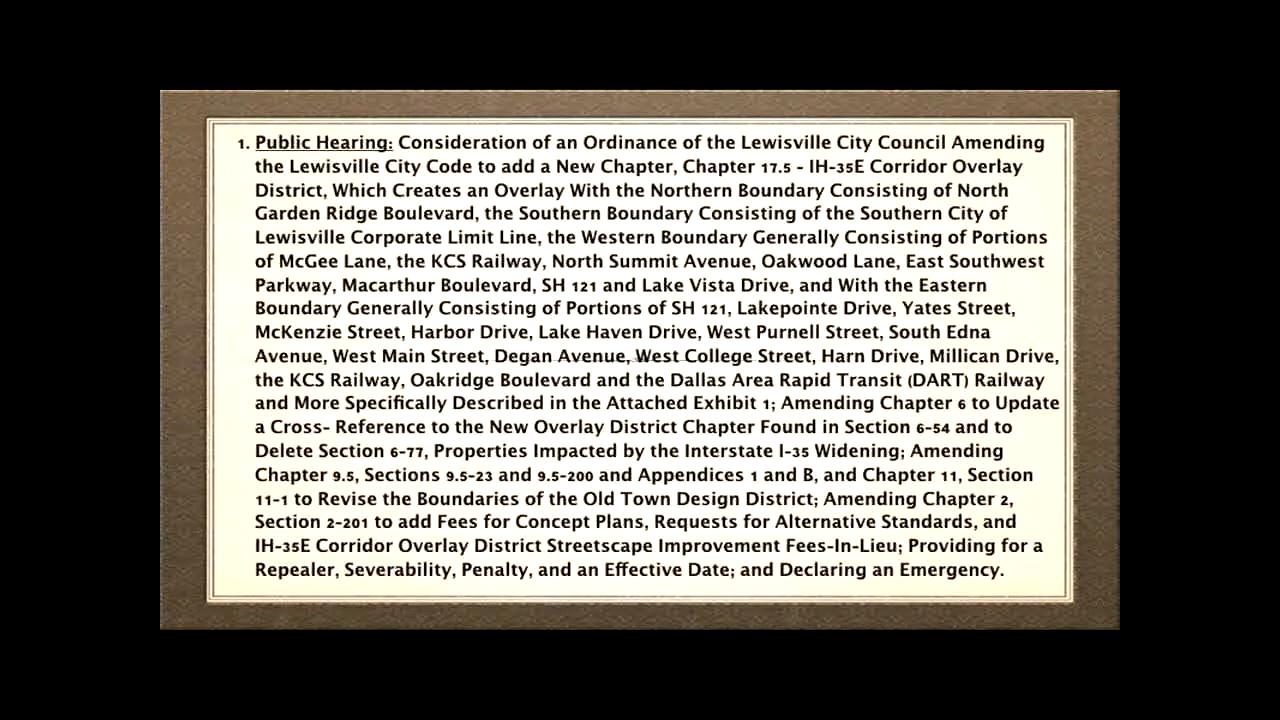 1. Public Hearing: Consideration of an Ordinance of the Lewisville City Council Amending
the Lewisville City Code to add a New Chapter, Chapter 17.5 - IH-35E Corridor Overlay
District, Which Creates an Overlay With the Northern Boundary Consisting of North
Garden Ridge Boulevard, the Southern Boundary Consisting of the Southern City of
Lewisville Corporate Limit Line, the Western Boundary Generally Consisting of Portions
of McGee Lane, the KCS Railway, North Summit Avenue, Oakwood Lane, East Southwest
Parkway, Macarthur Boulevard, SH 121 and Lake Vista Drive, and With the Eastern
Boundary Generally Consisting of Portions of SH 121, Lakepointe Drive, Yates Street,
McKenzie Street, Harbor Drive, Lake Haven Drive, West Purnell Street, South Edna
Avenue, West Main Street, Degan Avenue, West College Street, Harn Drive, Millican Drive,
the KCS Railway, Oakridge Boulevard and the Dallas Area Rapid Transit (DART) Railway
and More Specifically Described in the Attached Exhibit 1; Amending Chapter 6 to Update
a Cross- Reference to the New Overlay District Chapter Found in Section 6-54 and to
Delete Section 6-77, Properties Impacted by the Interstate I-35 Widening; Amending
Chapter 9.5, Sections 9.5-23 and 9.5-200 and Appendices 1 and B, and Chapter 11, Section
11-1 to Revise the Boundaries of the Old Town Design District; Amending Chapter 2,
Section 2-201 to add Fees for Concept Plans, Requests for Alternative Standards, and
IH-35E Corridor Overlay District Streetscape Improvement Fees-In-Lieu; Providing for a
Repealer, Severability, Penalty, and an Effective Date; and Declaring an Emergency.